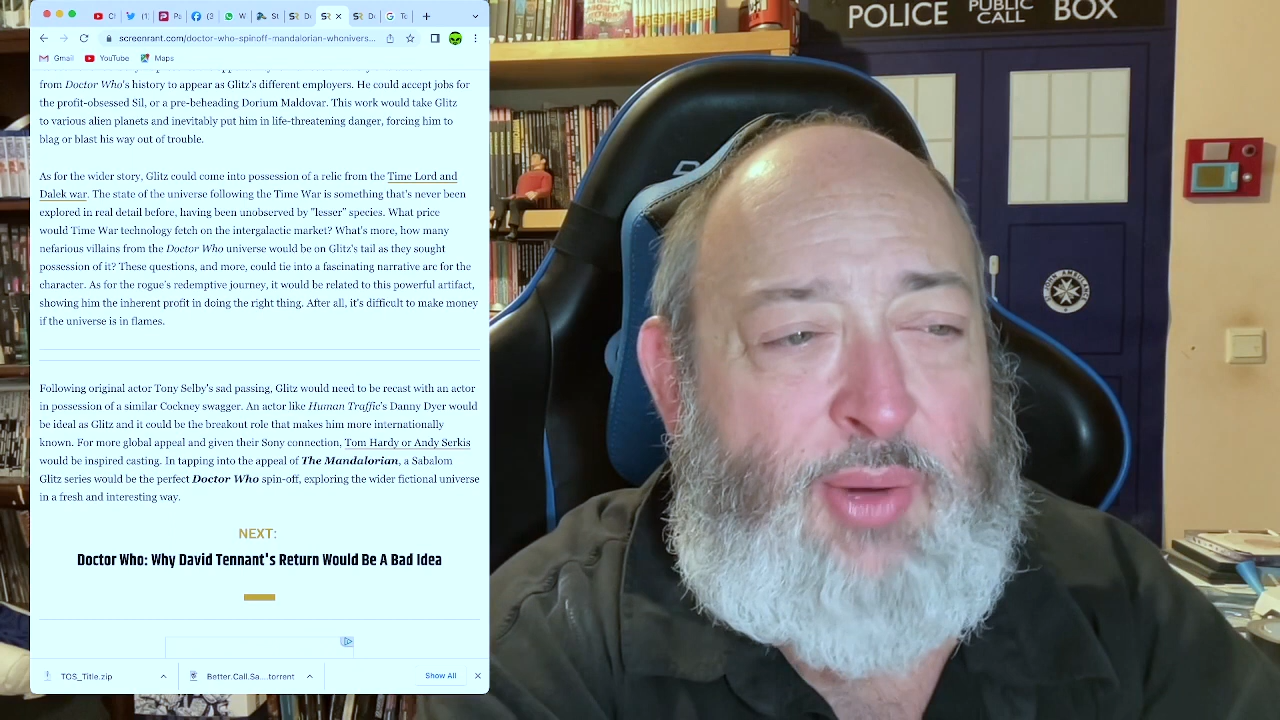 screenrant.com/doctor-who-spinoff-mandalorian-whonivers...
Gmail
YouTube
Maps
from Doctor Who's history to appear as Glitz's different employers. He could accept jobs for
the profit-obsessed Sil, or a pre-beheading Dorium Maldovar. This work would take Glitz
to various alien planets and inevitably put him in life-threatening danger, forcing him to
blag or blast his way out of trouble.
As for the wider story, Glitz could come into possession of a relic from the Time Lord and
Dalek war. The state of the universe following the Time War is something that's never been
explored in real detail before, having been unobserved by "lesser" species. What price
would Time War technology fetch on the intergalactic market? What's more, how many
nefarious villains from the Doctor Who universe would be on Glitz's tail as they sought
possession of it? These questions, and more, could tie into a fascinating narrative arc for the
character. As for the rogue's moral journey, it would be related to this powerful artifact,
showing him the inherent profit in doing the right thing. After all, it's difficult to make money
if the universe is in flames.
Following original actor Tony Selby's sad passing, Glitz would need to be recast with an actor
in possession of a similar Cockney swagger. An actor like Human Traffic's Danny Dyer would
be ideal as Glitz and it could be the breakout role that makes him more internationally
known. For more global appeal and given their Sony connection, Tom Hardy or Andy Serkis
would be inspired casting. In tapping into the appeal of The Mandalorian, a Sabalom
Glitz series would be the perfect Doctor Who spin-off, exploring the wider fictional universe
in a fresh and interesting way.
NEXT:
Doctor Who: Why David Tennant's Return Would Be A Bad Idea
TGS_Title.zip
Better.Call.Sa....torrent
Show All
POLICE PUBLIC CALL BOX
ST JOHN AMBULANCE